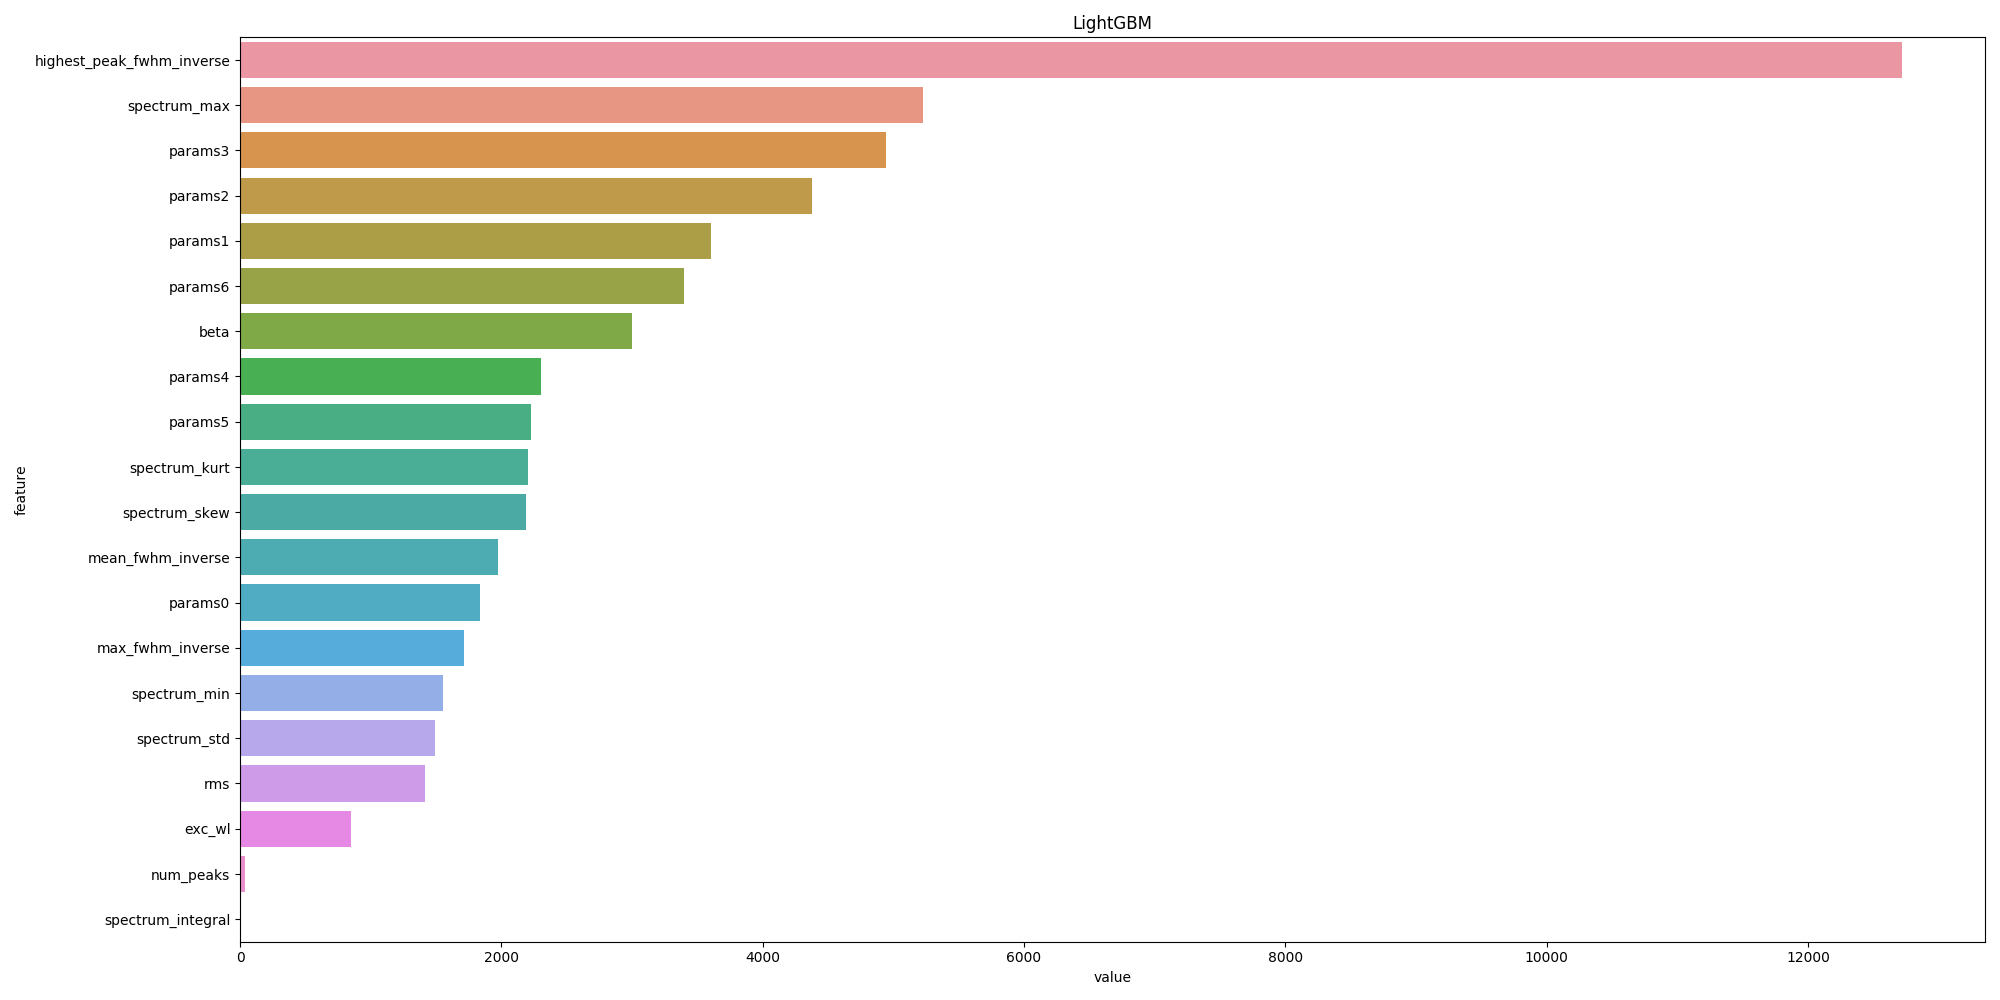 LightGBM
highest_peak_fwhm_inverse
spectrum_max
params3
params2
params1
params6
beta
params4
params5
spectrum_kurt
spectrum_skew
mean_fwhm_inverse
params0
max_fwhm_inverse
spectrum_min
spectrum_std
rms
exc_wl
num_peaks
spectrum_integral
feature
0 2000 4000 6000 8000 10000 12000
value